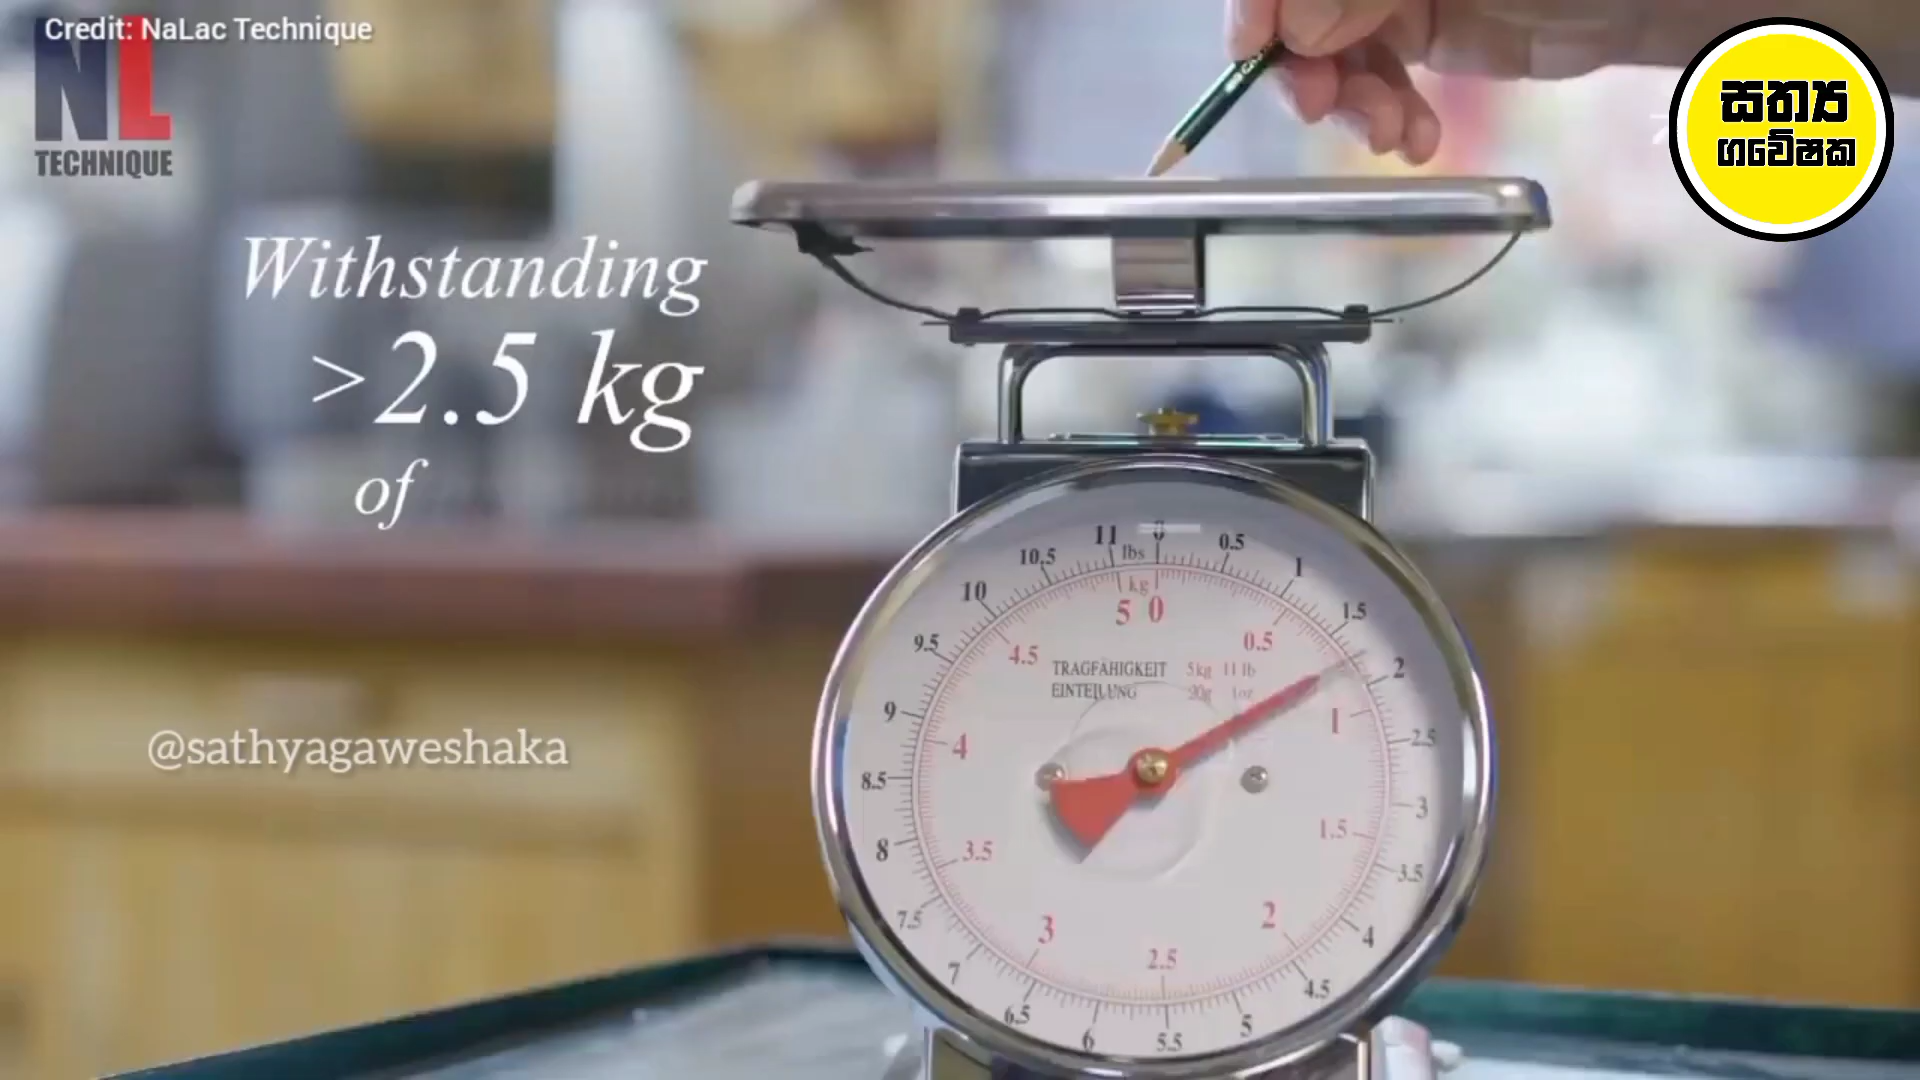 Credit: NaLac Technique
NL
TECHNIQUE
සත්‍ය
ගවේෂක
Withstanding
>2.5 kg
of
@sathyagaweshaka
11 lbs 0 0.5 1 1.5 2 2.5 3 3.5 4 4.5 5 5.5 6 6.5 7 7.5 8 8.5 9 9.5 10 10.5
kg
5 0 0.5 1 1.5 2 2.5 3 3.5 4 4.5
TRAGFÄHIGKEIT 5kg 11 lb
EINTEILUNG 20g 1oz